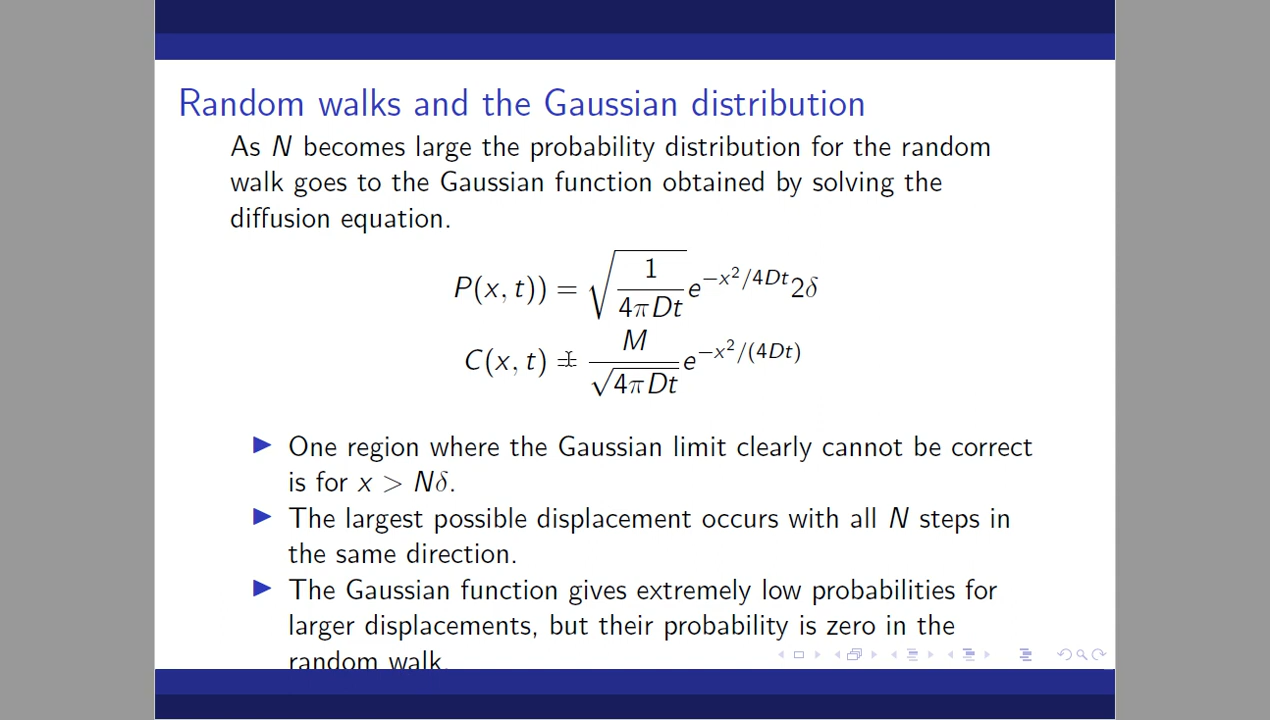 Random walks and the Gaussian distribution
As N becomes large the probability distribution for the random
walk goes to the Gaussian function obtained by solving the
diffusion equation.
P(x, t)) = √(1/(4πDt)) e^{−x²/4Dt} 2δ
C(x, t) = M/√(4πDt) e^{−x²/(4Dt)}
▶ One region where the Gaussian limit clearly cannot be correct
is for x > Nδ.
▶ The largest possible displacement occurs with all N steps in
the same direction.
▶ The Gaussian function gives extremely low probabilities for
larger displacements, but their probability is zero in the
random walk.